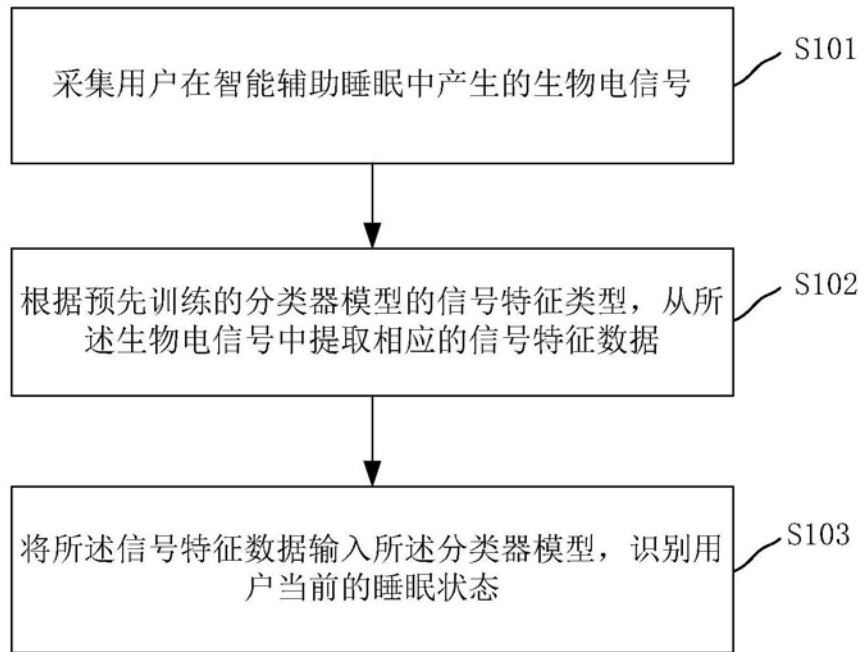 采集用户在智能辅助睡眠中产生的生物电信号
S101
根据预先训练的分类器模型的信号特征类型，从所
述生物电信号中提取相应的信号特征数据
S102
将所述信号特征数据输入所述分类器模型，识别用
户当前的睡眠状态
S103